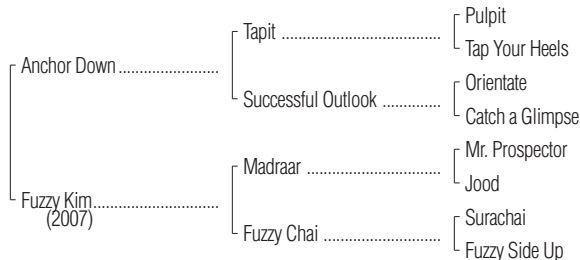 Pulpit
Tapit ........................................
Tap Your Heels
Anchor Down .........................
Orientate
Successful Outlook ..............
Catch a Glimpse
Mr. Prospector
Madraar .................................
Jood
Fuzzy Kim...............................
(2007)
Surachai
Fuzzy Chai .............................
Fuzzy Side Up